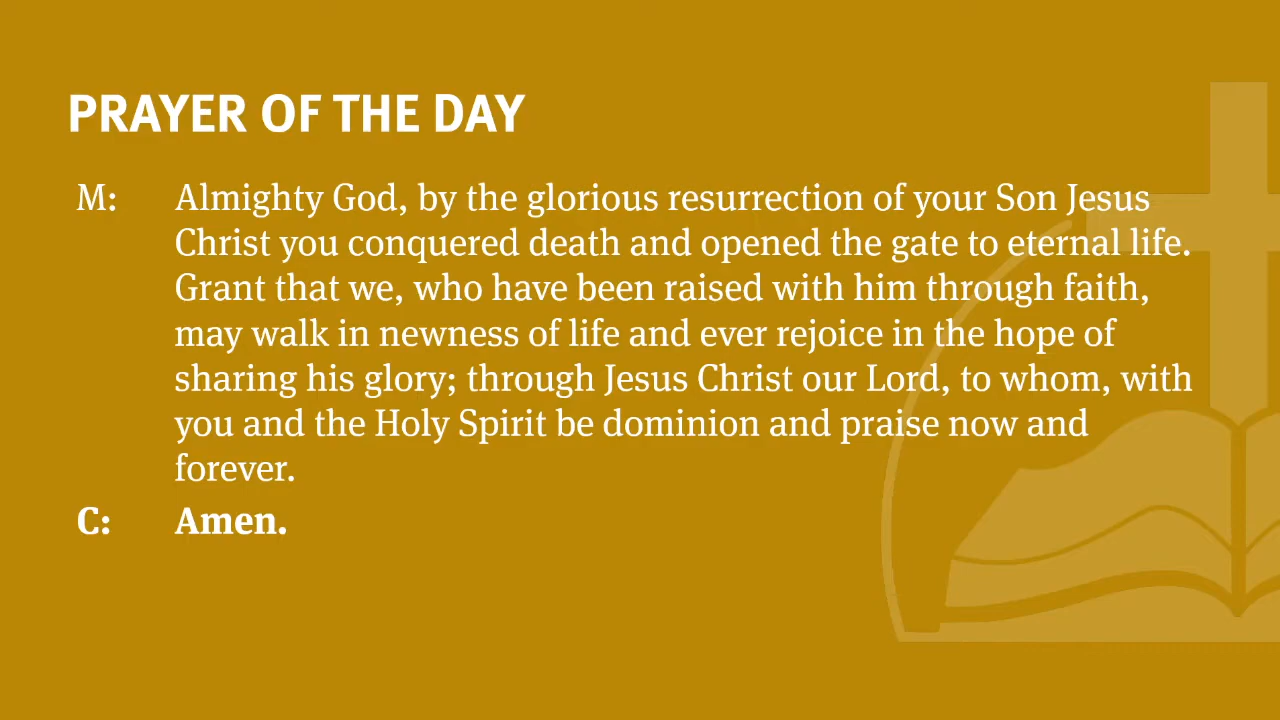 PRAYER OF THE DAY
M: Almighty God, by the glorious resurrection of your Son Jesus
Christ you conquered death and opened the gate to eternal life.
Grant that we, who have been raised with him through faith,
may walk in newness of life and ever rejoice in the hope of
sharing his glory; through Jesus Christ our Lord, to whom, with
you and the Holy Spirit be dominion and praise now and
forever.
C: Amen.